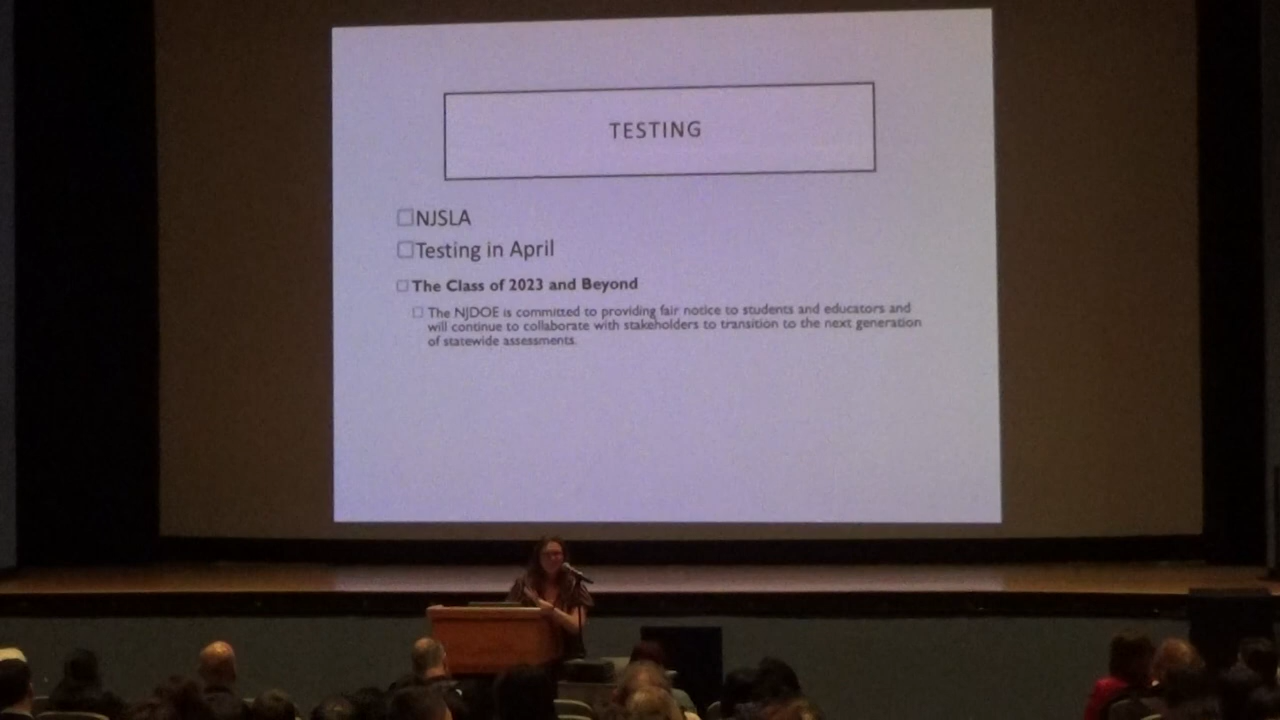 TESTING
NJSLA
Testing in April
The Class of 2023 and Beyond
The NJDOE is committed to providing fair notice to students and educators and
will continue to collaborate with stakeholders to transition to the next generation
of statewide assessments.